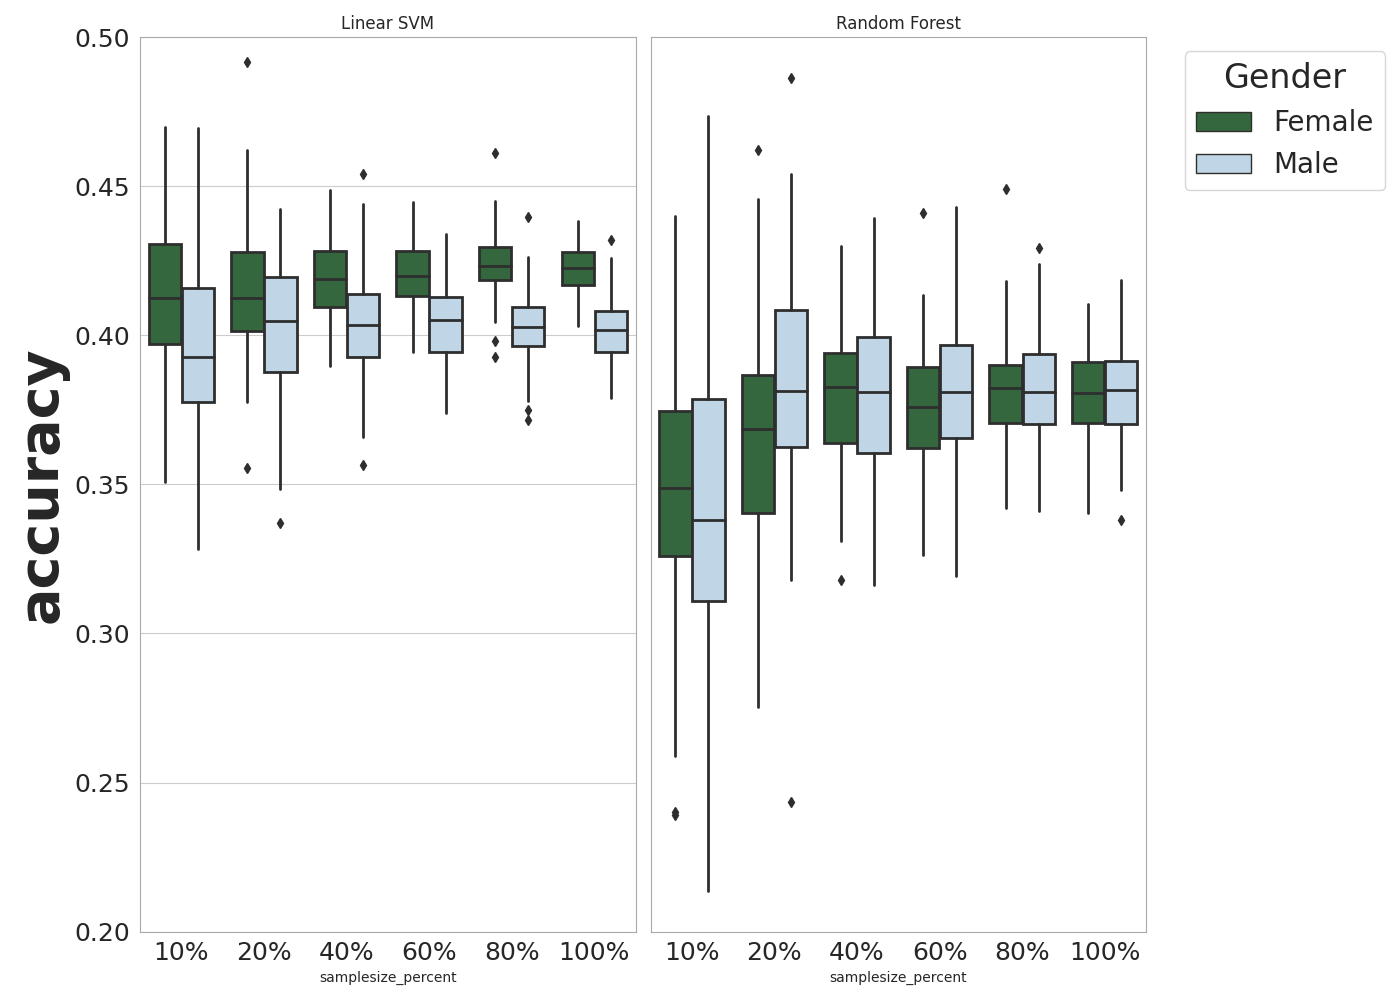 Linear SVM
Random Forest
0.50
0.45
0.40
0.35
0.30
0.25
0.20
accuracy
10% 20% 40% 60% 80% 100%
samplesize_percent
10% 20% 40% 60% 80% 100%
samplesize_percent
Gender
Female
Male